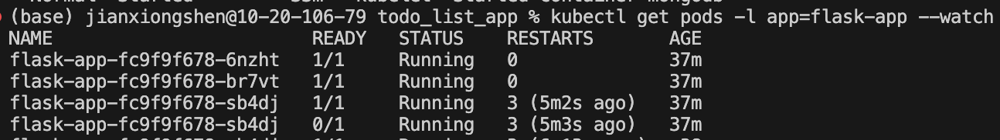 (base) jianxiongshen@10-20-106-79 todo_list_app % kubectl get pods -l app=flask-app --watch
NAME READY STATUS RESTARTS AGE
flask-app-fc9f9f678-6nzht 1/1 Running 0 37m
flask-app-fc9f9f678-br7vt 1/1 Running 0 37m
flask-app-fc9f9f678-sb4dj 1/1 Running 3 (5m2s ago) 37m
flask-app-fc9f9f678-sb4dj 0/1 Running 3 (5m3s ago) 37m